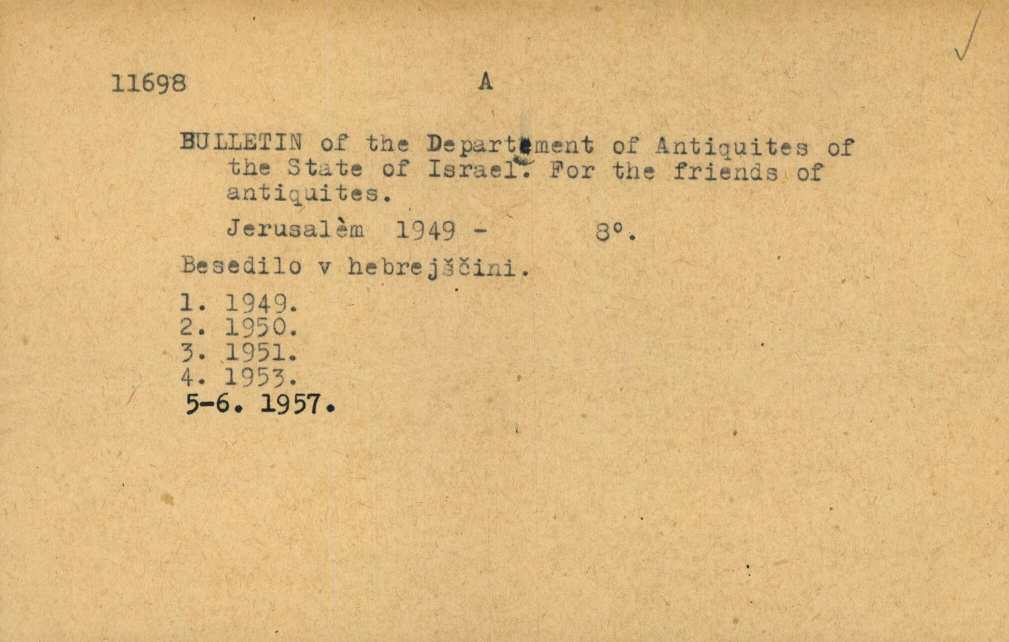 11698 A
BULLETIN of the Department of Antiquites of
the State of Israel. For the friends of
antiquites.
Jerusalèm 1949 - 8°.
Besedilo v hebrejščini.
1. 1949.
2. 1950.
3. 1951.
4. 1953.
5-6. 1957.